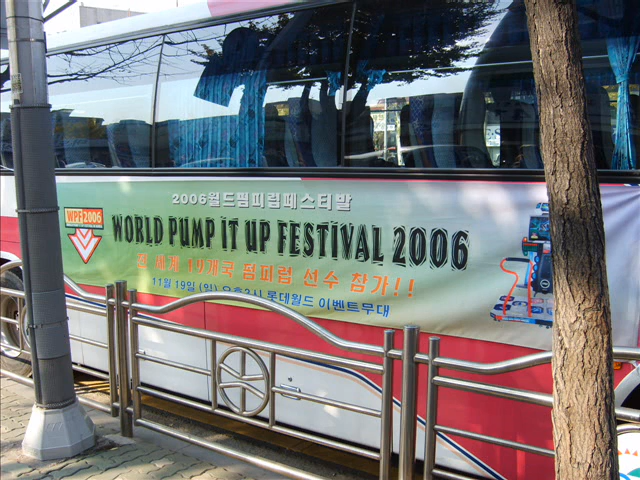 2006월드펌피럽페스티발
WPF2006
WORLD PUMP IT UP FESTIVAL 2006
전 세계 19개국 펌피럽 선수 참가!!
11월 19일 (일) 오후3시 롯데월드 이벤트무대